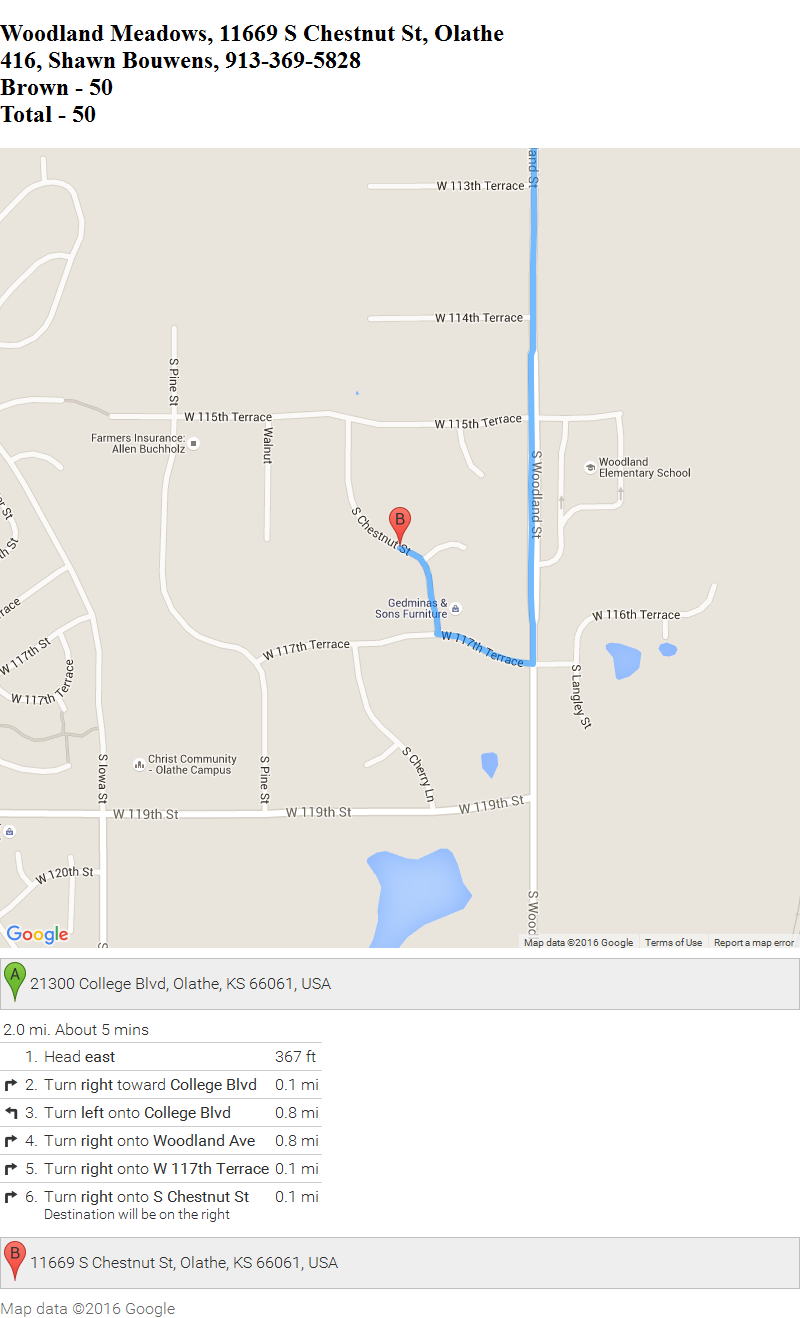 Woodland Meadows, 11669 S Chestnut St, Olathe
416, Shawn Bouwens, 913-369-5828
Brown - 50
Total - 50
land St
W 113th Terrace
W 114th Terrace
S Pine St
W 115th Terrace
W 115th Terrace
Farmers Insurance:
Allen Buchholz
Walnut
S Woodland St
Woodland
Elementary School
B
S Chestnut St
Gedminas &
Sons Furniture
W 116th Terrace
W 117th Terrace
W 117th Terrace
W 117th St
W 117th Terrace
S Langley St
Christ Community
- Olathe Campus
S Iowa St
S Pine St
S Cherry Ln
W 119th St
W 119th St
W 119th St
W 120th St
S Wood
Google
Map data ©2016 Google Terms of Use Report a map error
A 21300 College Blvd, Olathe, KS 66061, USA
2.0 mi. About 5 mins
1. Head east 367 ft
2. Turn right toward College Blvd 0.1 mi
3. Turn left onto College Blvd 0.8 mi
4. Turn right onto Woodland Ave 0.8 mi
5. Turn right onto W 117th Terrace 0.1 mi
6. Turn right onto S Chestnut St 0.1 mi
Destination will be on the right
B 11669 S Chestnut St, Olathe, KS 66061, USA
Map data ©2016 Google